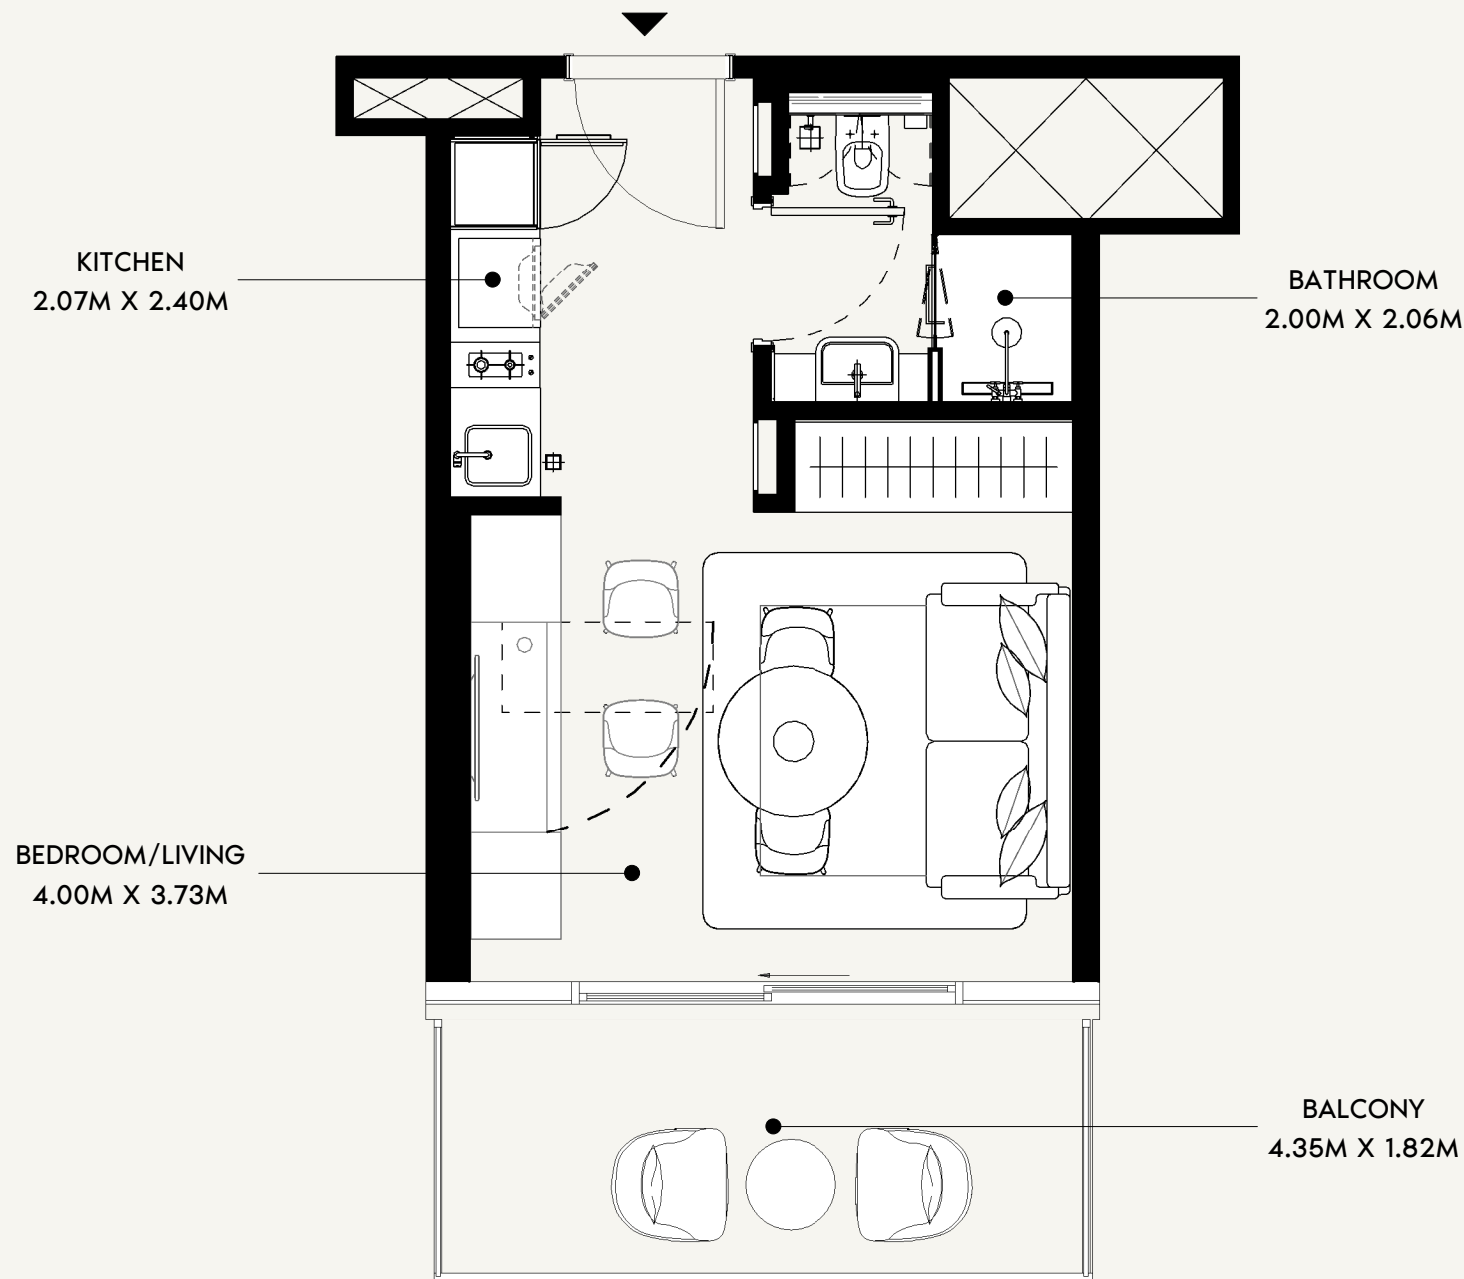 KITCHEN
2.07M X 2.40M
BATHROOM
2.00M X 2.06M
BEDROOM/LIVING
4.00M X 3.73M
BALCONY
4.35M X 1.82M